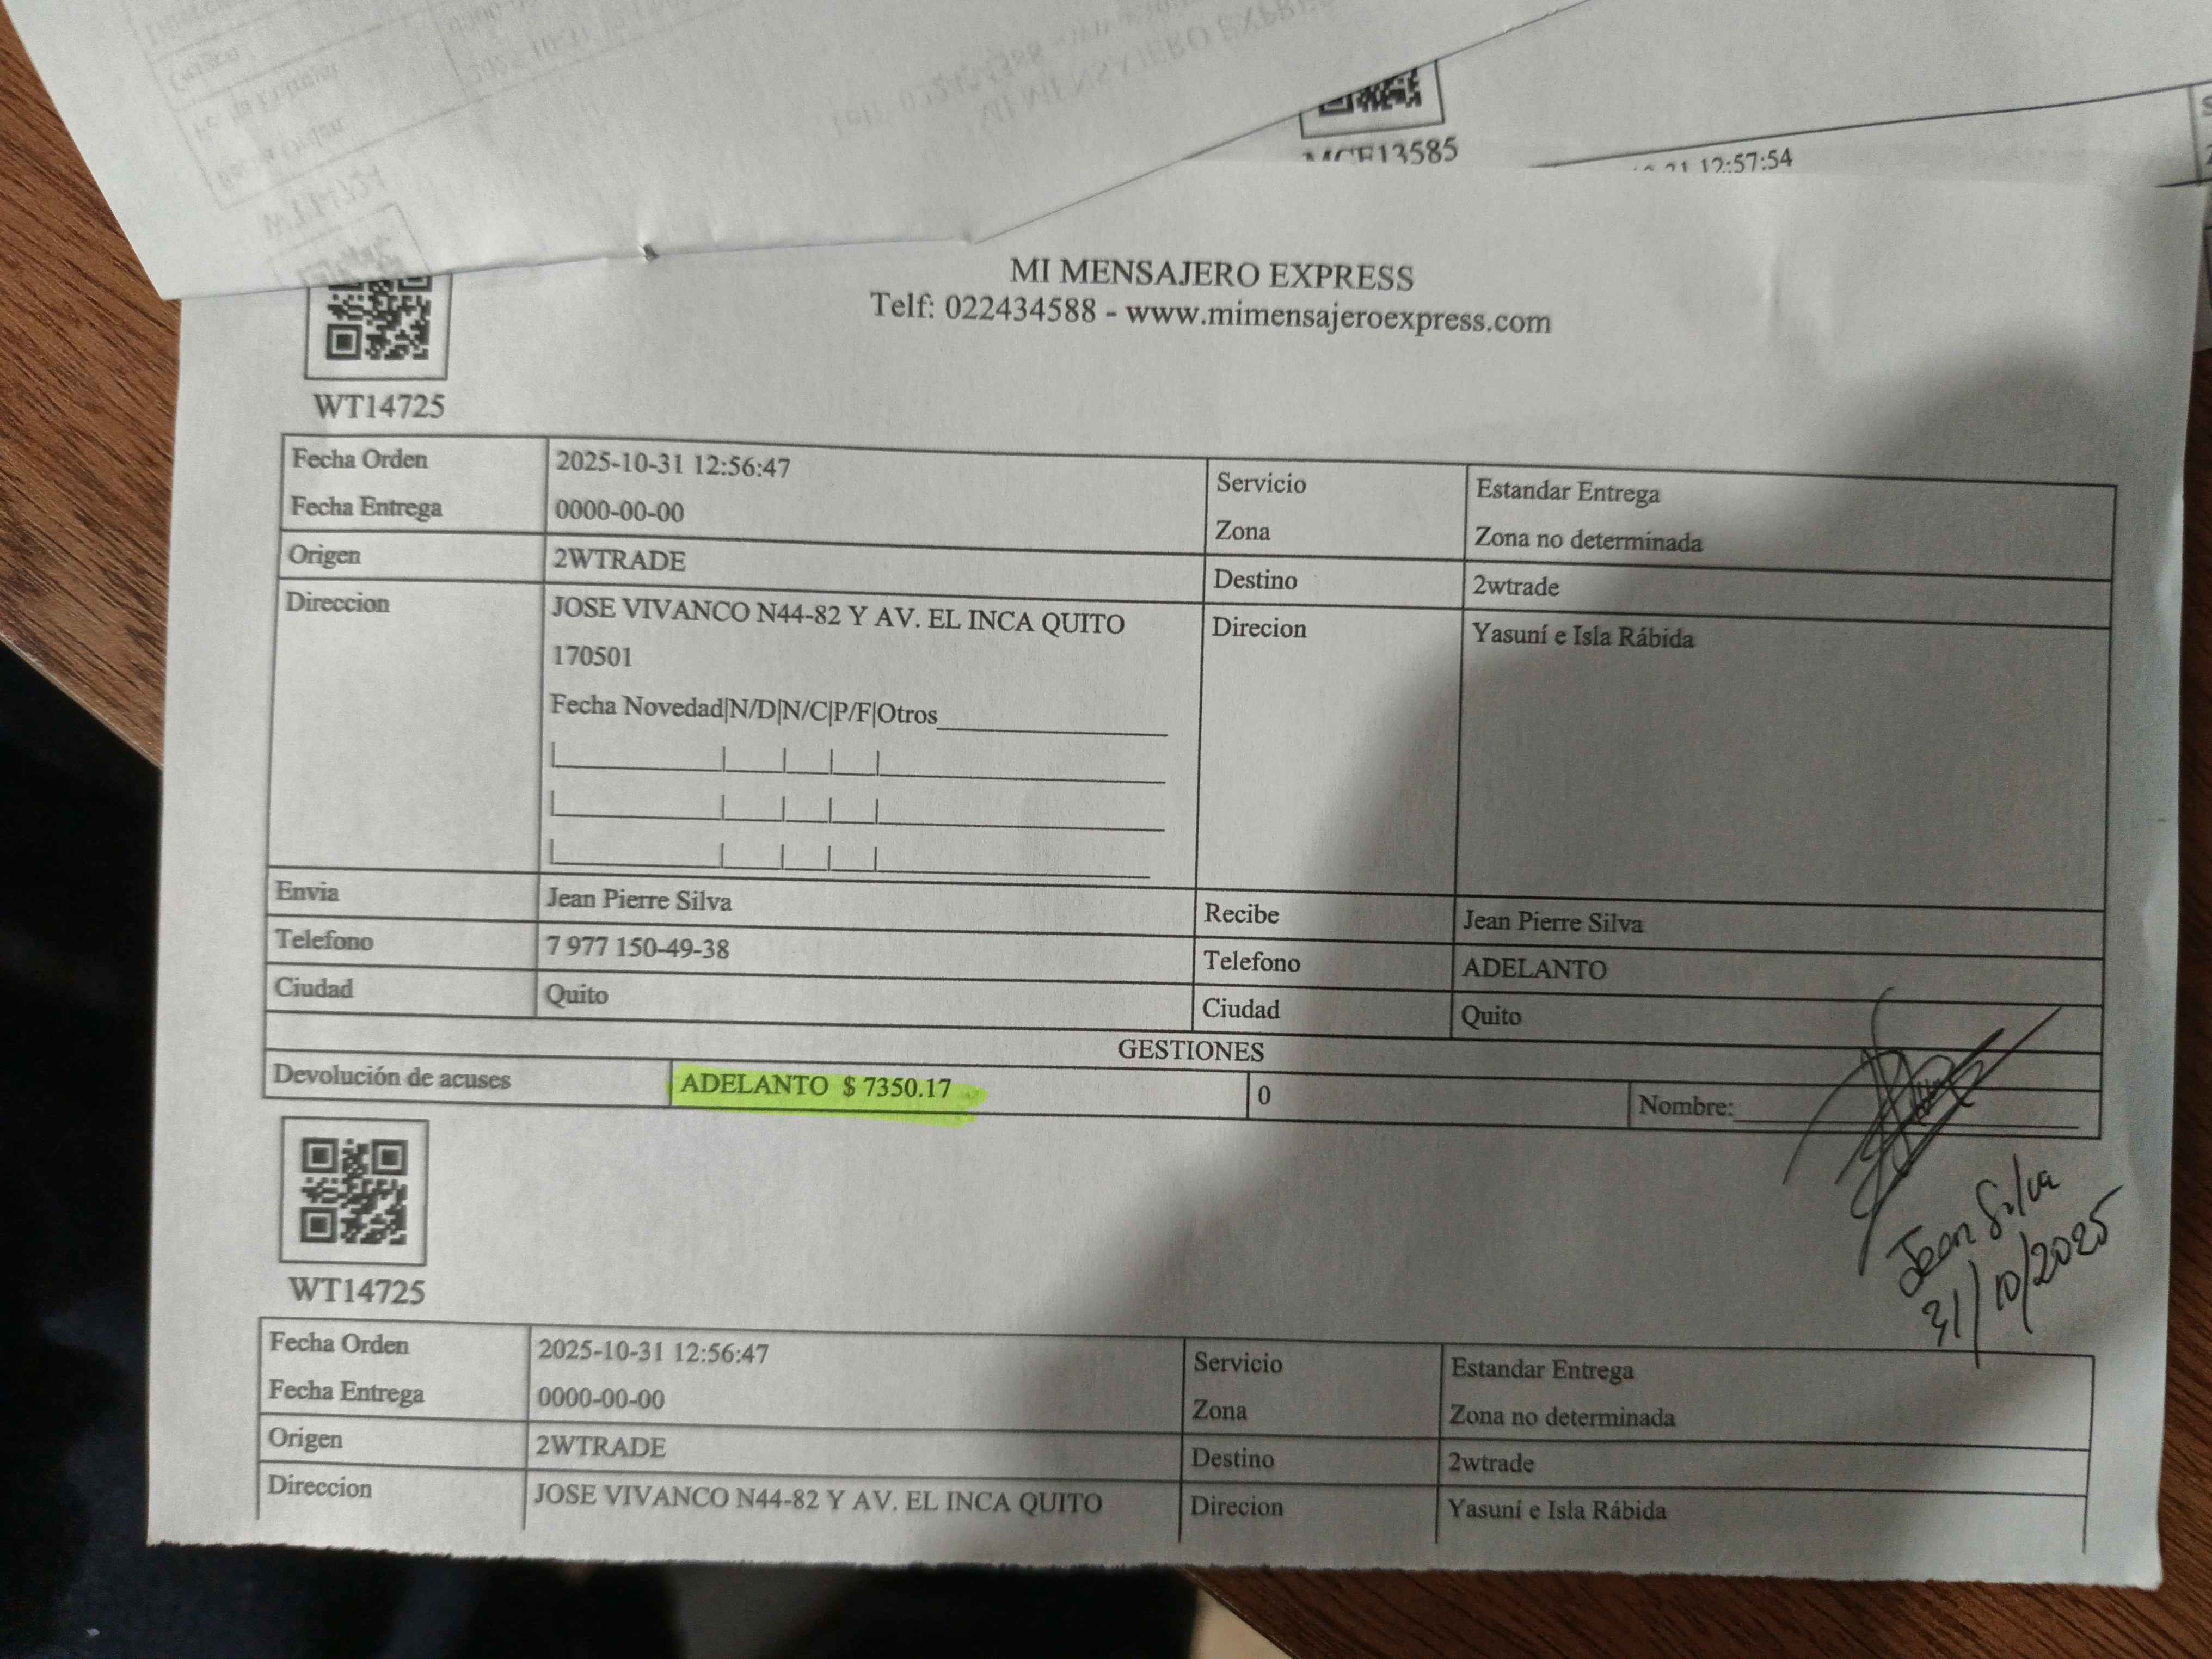 MCE13585
12:57:54
MI MENSAJERO EXPRESS
Telf: 022434588 - www.mimensajeroexpress.com
WT14725
Fecha Orden 2025-10-31 12:56:47 Servicio Estandar Entrega
Fecha Entrega 0000-00-00 Zona Zona no determinada
Origen 2WTRADE Destino 2wtrade
Direccion JOSE VIVANCO N44-82 Y AV. EL INCA QUITO Direcion Yasuní e Isla Rábida
170501
Fecha Novedad|N/D|N/C|P/F|Otros
Envia Jean Pierre Silva Recibe Jean Pierre Silva
Telefono 7 977 150-49-38 Telefono ADELANTO
Ciudad Quito Ciudad Quito
GESTIONES
Devolución de acuses ADELANTO $ 7350.17 0 Nombre:
Jean Silva
31/10/2025
WT14725
Fecha Orden 2025-10-31 12:56:47 Servicio Estandar Entrega
Fecha Entrega 0000-00-00 Zona Zona no determinada
Origen 2WTRADE Destino 2wtrade
Direccion JOSE VIVANCO N44-82 Y AV. EL INCA QUITO Direcion Yasuní e Isla Rábida